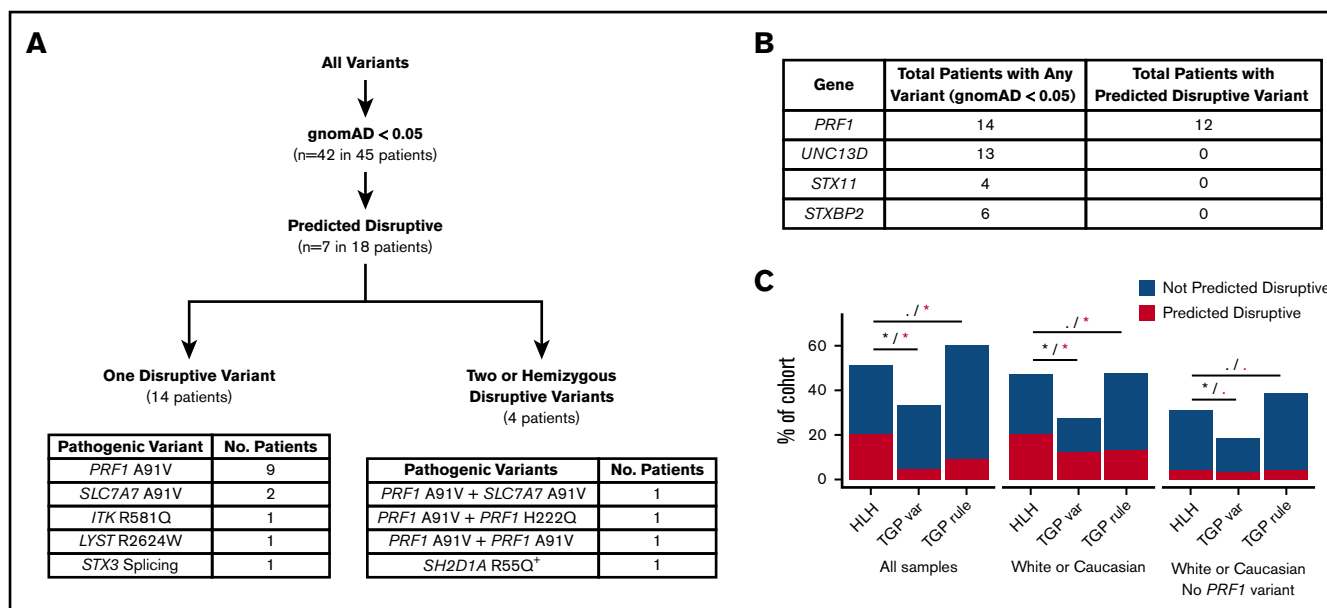 A
All Variants
gnomAD < 0.05
(n=42 in 45 patients)
Predicted Disruptive
(n=7 in 18 patients)
One Disruptive Variant
(14 patients)
Pathogenic Variant No. Patients
PRF1 A91V 9
SLC7A7 A91V 2
ITK R581Q 1
LYST R2624W 1
STX3 Splicing 1
Two or Hemizygous
Disruptive Variants
(4 patients)
Pathogenic Variants No. Patients
PRF1 A91V + SLC7A7 A91V 1
PRF1 A91V + PRF1 H222Q 1
PRF1 A91V + PRF1 A91V 1
SH2D1A R55Q+ 1
B
Gene Total Patients with Any Variant (gnomAD < 0.05) Total Patients with Predicted Disruptive Variant
PRF1 14 12
UNC13D 13 0
STX11 4 0
STXBP2 6 0
C
Not Predicted Disruptive
Predicted Disruptive
% of cohort
60
40
20
0
. / *
* / *
HLH
TGP var
TGP rule
All samples
. / *
* / *
HLH
TGP var
TGP rule
White or Caucasian
. / .
* / .
HLH
TGP var
TGP rule
White or Caucasian
No PRF1 variant